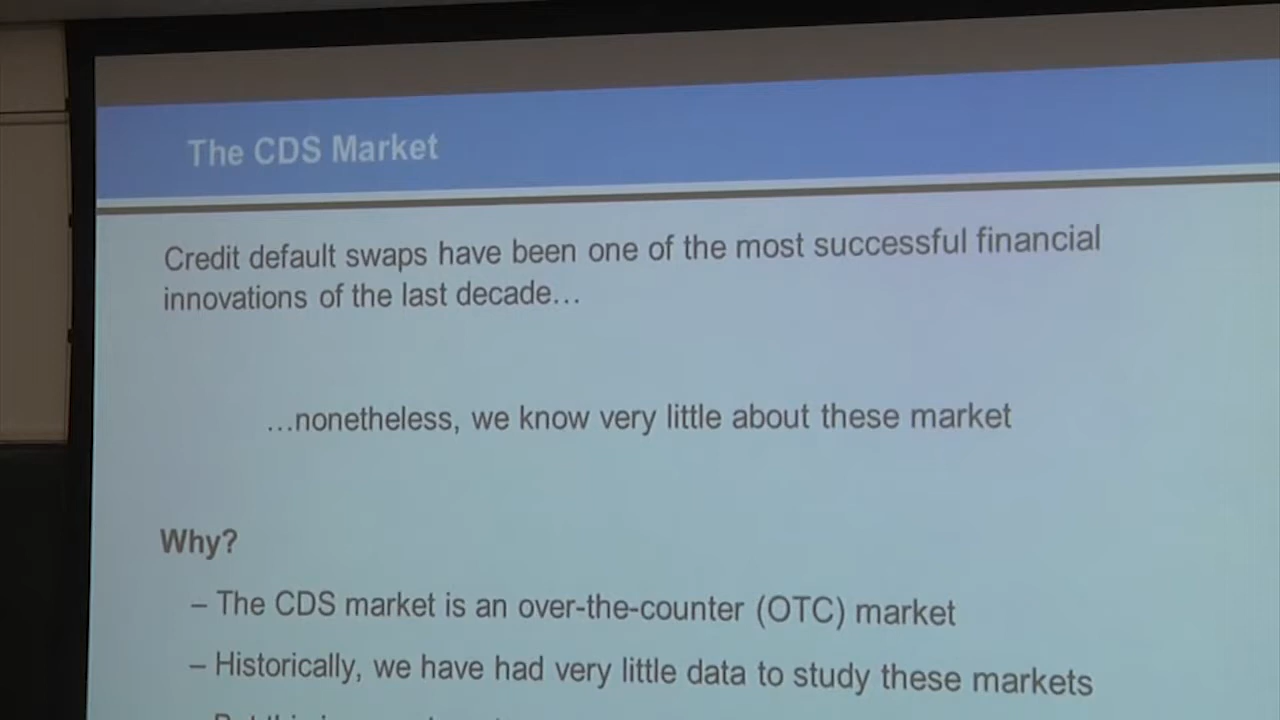 The CDS Market
Credit default swaps have been one of the most successful financial
innovations of the last decade…
…nonetheless, we know very little about these market
Why?
– The CDS market is an over-the-counter (OTC) market
– Historically, we have had very little data to study these markets